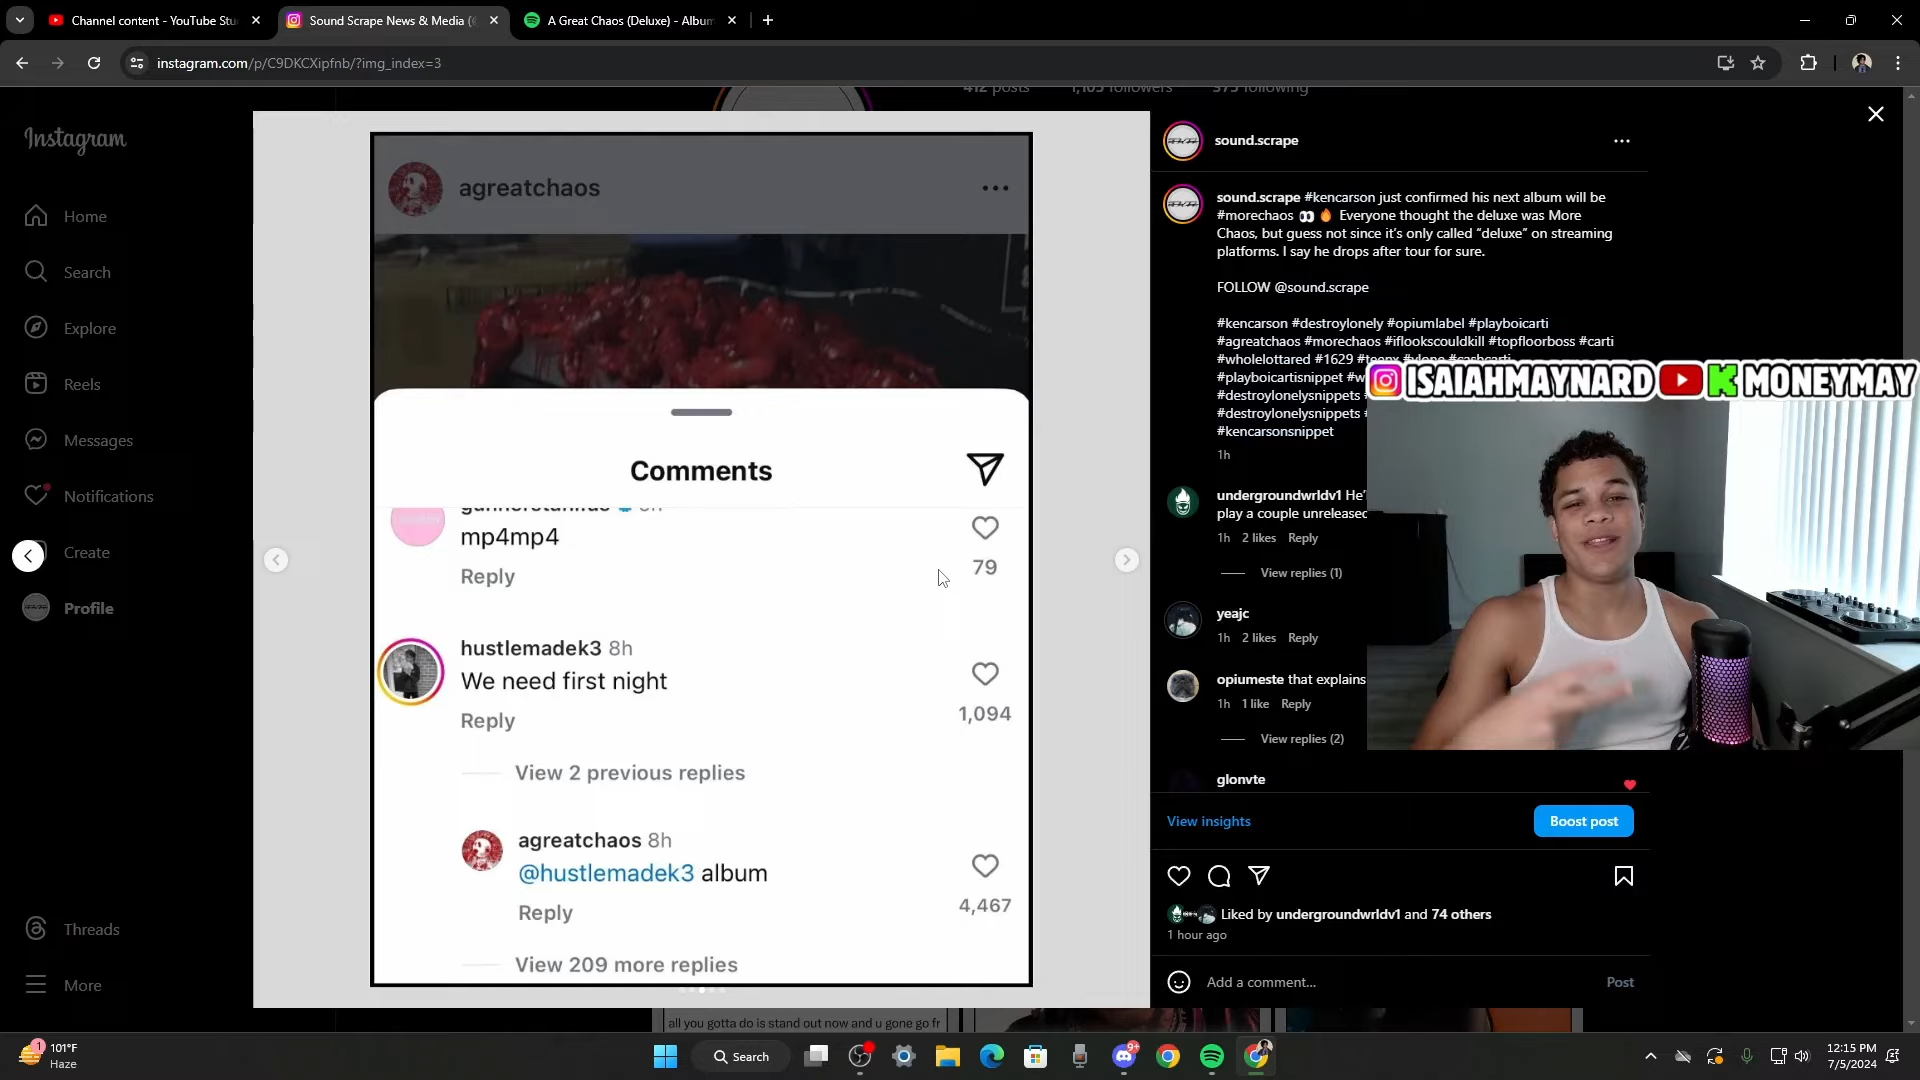 Channel content - YouTube Stu
Sound Scrape News & Media (
A Great Chaos (Deluxe) - Album
instagram.com/p/C9DKCXipfnb/?img_index=3
412 posts
1,105 followers
375 following
Instagram
Home
Search
Explore
Reels
Messages
Notifications
Create
Profile
Threads
More
agreatchaos
Comments
mp4mp4
Reply
79
hustlemadek3 8h
We need first night
Reply
1,094
View 2 previous replies
agreatchaos 8h
@hustlemadek3 album
Reply
4,467
View 209 more replies
all you gotta do is stand out now and u gone go fr
sound.scrape
sound.scrape #kencarson just confirmed his next album will be
#morechaos 👀 🔥 Everyone thought the deluxe was More
Chaos, but guess not since it's only called "deluxe" on streaming
platforms. I say he drops after tour for sure.
FOLLOW @sound.scrape
#kencarson #destroylonely #opiumlabel #playboicarti
#agreatchaos #morechaos #iflookscouldkill #topfloorboss #carti
#wholelottared #1629 #teenx #vlone #cashcarti
#playboicartisnippet #w
#destroylonelysnippets #
#destroylonelysnippets #
#kencarsonsnippet
1h
undergroundwrldv1 He'
play a couple unreleased
1h 2 likes Reply
View replies (1)
yeajc
1h 2 likes Reply
opiumeste that explains
1h 1 like Reply
View replies (2)
glonvte
View insights
Boost post
Liked by undergroundwrldv1 and 74 others
1 hour ago
Add a comment...
Post
ISAIAHMAYNARD K MONEYMAY
1
101°F
Haze
Search
9+
12:15 PM
7/5/2024